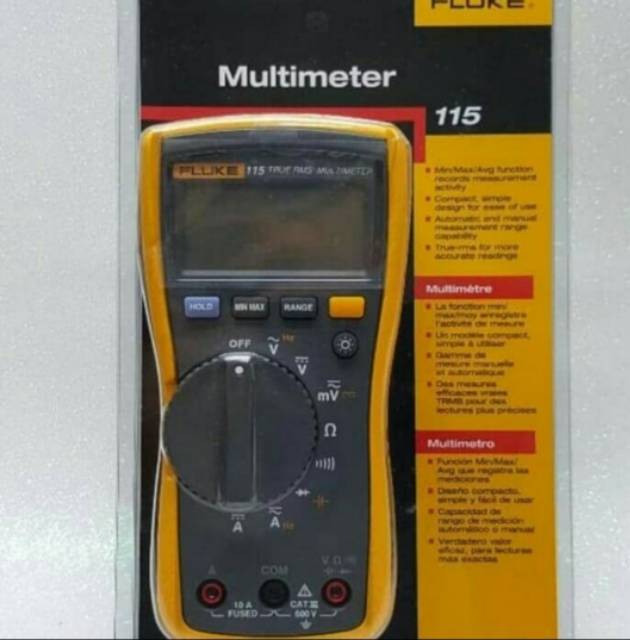 FLUKE®
Multimeter
115
Min/Max/Avg function
records measurement
activity
Compact, simple
design for ease of use
Automatic and manual
measurement range
capability
True-rms for more
accurate readings
Multimètre
La fonction min/
max/moy enregistre
l'activité de mesure
Un modèle compact,
simple à utiliser
Gamme de
mesure manuelle
et automatique
Des mesures
efficaces vraies
TRMS pour des
lectures plus précises
Multimetro
Función Min/Max/
Avg que registra las
mediciones
Diseño compacto,
simple y fácil de usar
Capacidad de
rango de medición
automático o manual
Verdadero valor
eficaz, para lecturas
más exactas
FLUKE 115 TRUE RMS MULTIMETER
HOLD MIN MAX RANGE
OFF
V Hz
V
mV
Ω
A
A Hz
A COM V Ω
10 A
FUSED
CAT III
600 V